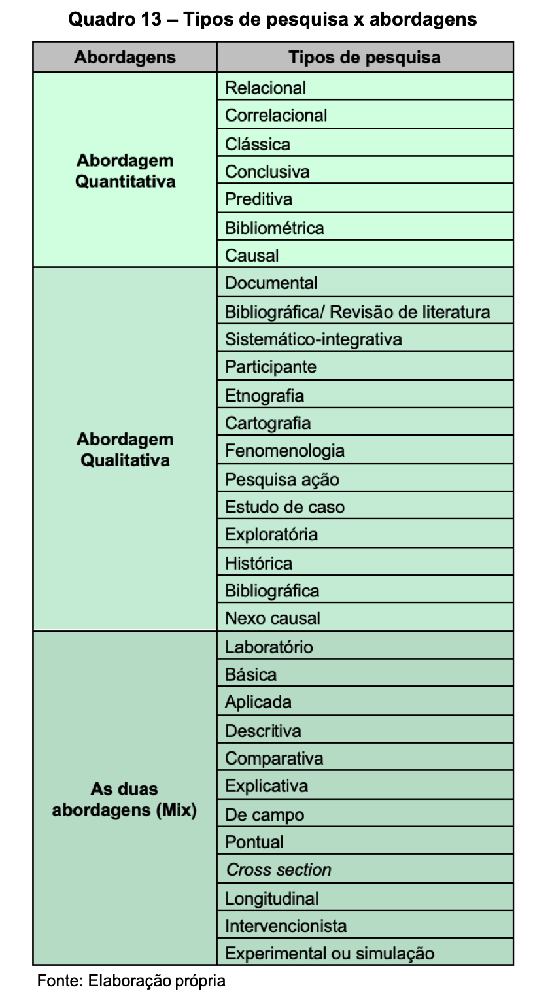 Quadro 13 – Tipos de pesquisa x abordagens
Abordagens
Tipos de pesquisa
Abordagem
Quantitativa
Relacional
Correlacional
Clássica
Conclusiva
Preditiva
Bibliométrica
Causal
Abordagem
Qualitativa
Documental
Bibliográfica/ Revisão de literatura
Sistemático-integrativa
Participante
Etnografia
Cartografia
Fenomenologia
Pesquisa ação
Estudo de caso
Exploratória
Histórica
Bibliográfica
Nexo causal
As duas
abordagens (Mix)
Laboratório
Básica
Aplicada
Descritiva
Comparativa
Explicativa
De campo
Pontual
Cross section
Longitudinal
Intervencionista
Experimental ou simulação
Fonte: Elaboração própria